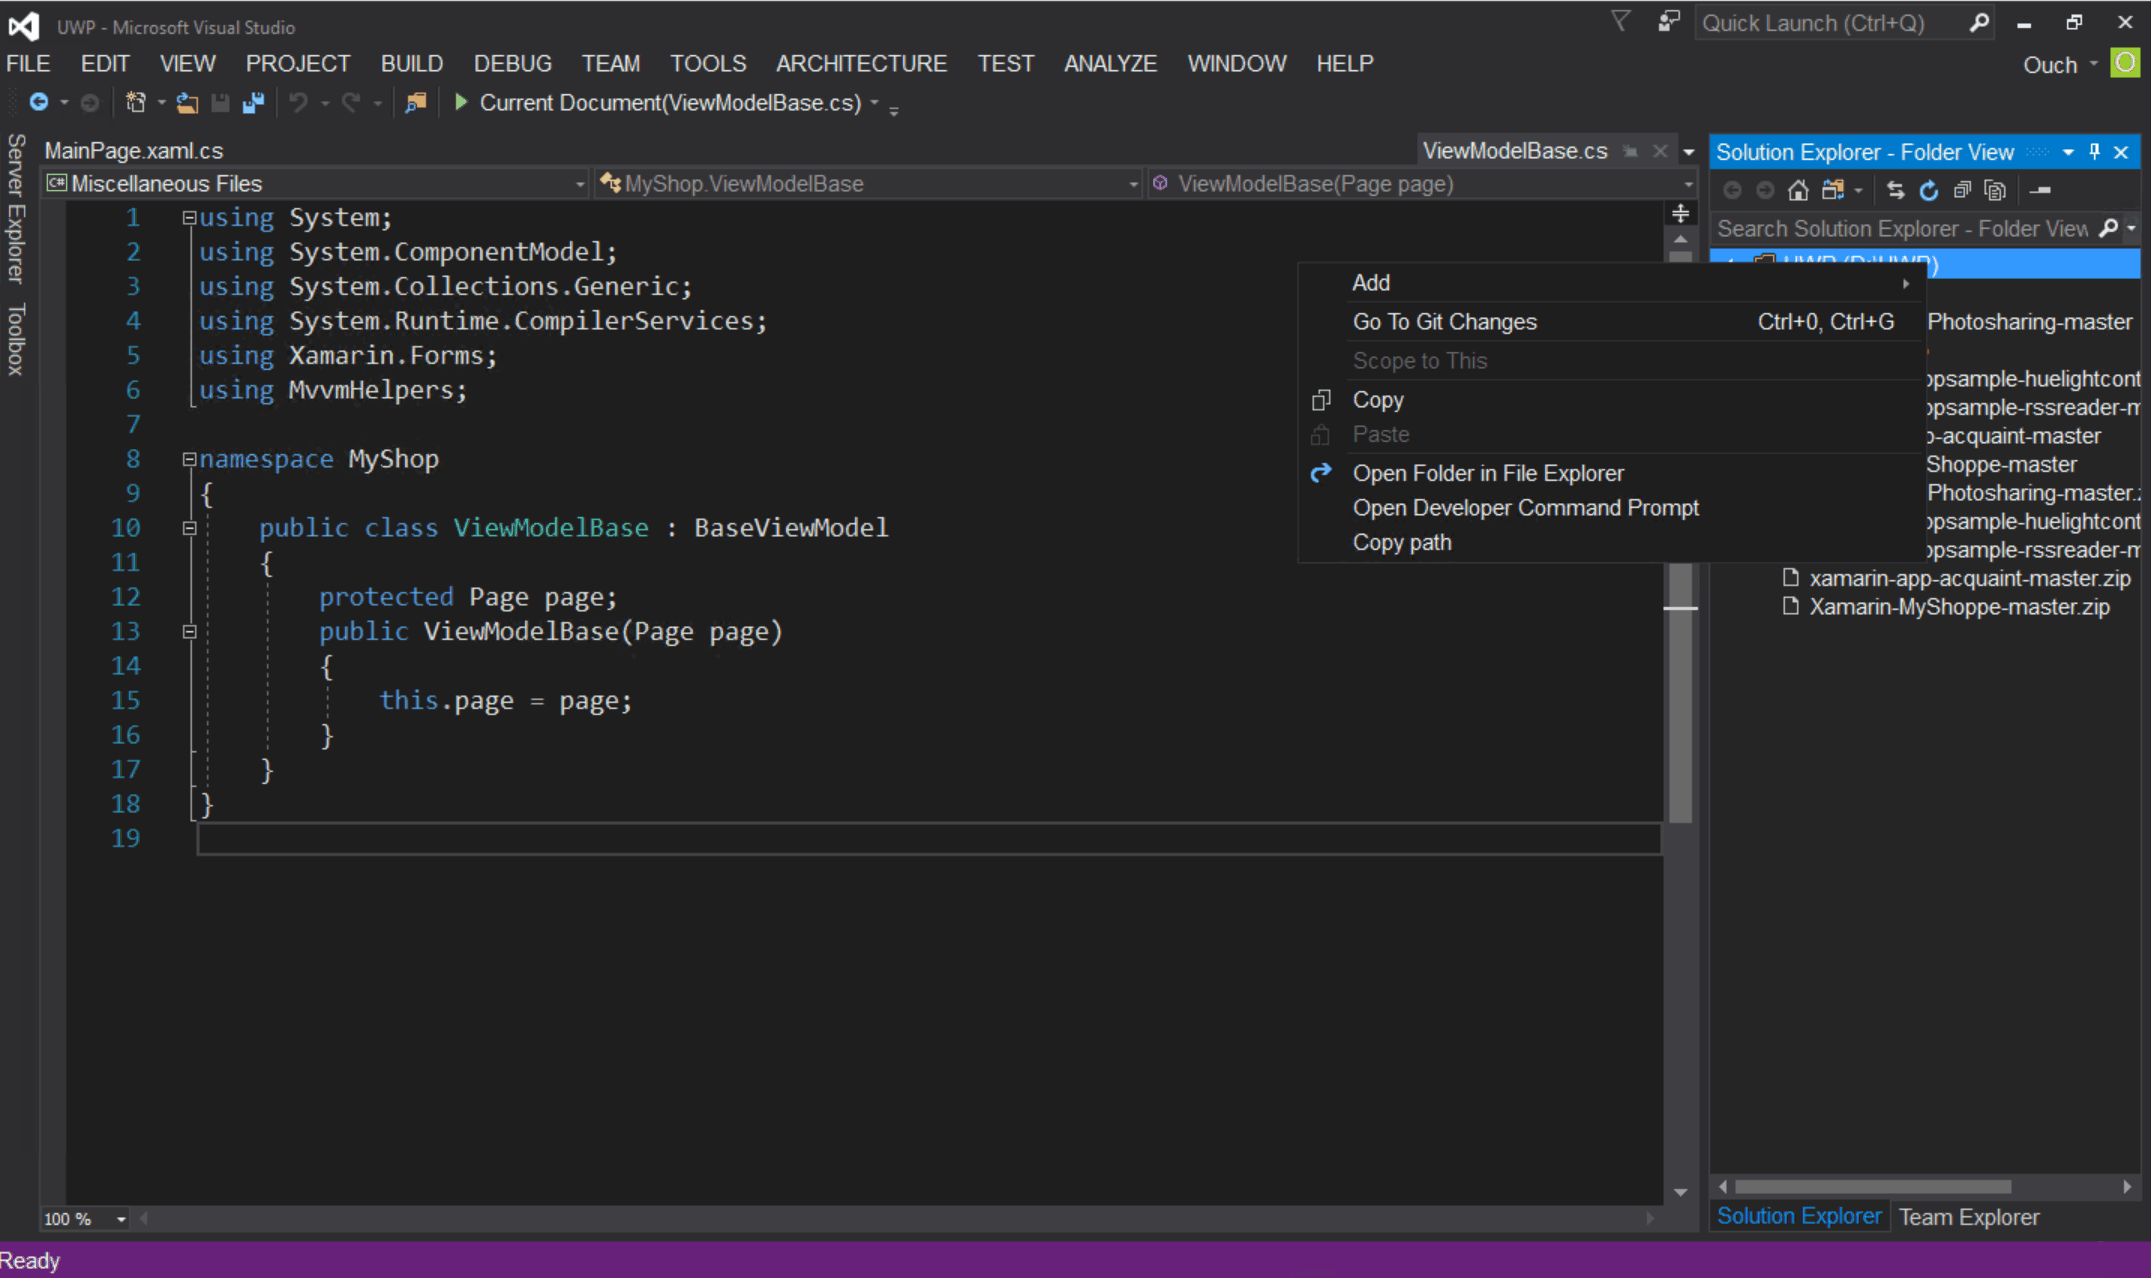 UWP - Microsoft Visual Studio
Quick Launch (Ctrl+Q)
FILE EDIT VIEW PROJECT BUILD DEBUG TEAM TOOLS ARCHITECTURE TEST ANALYZE WINDOW HELP
Ouch
O
Current Document(ViewModelBase.cs)
Server Explorer
Toolbox
MainPage.xaml.cs
ViewModelBase.cs
C# Miscellaneous Files
MyShop.ViewModelBase
ViewModelBase(Page page)
1 using System;
2 using System.ComponentModel;
3 using System.Collections.Generic;
4 using System.Runtime.CompilerServices;
5 using Xamarin.Forms;
6 using MvvmHelpers;
7
8 namespace MyShop
9 {
10 public class ViewModelBase : BaseViewModel
11 {
12 protected Page page;
13 public ViewModelBase(Page page)
14 {
15 this.page = page;
16 }
17 }
18 }
19
100 %
Add
Go To Git Changes Ctrl+0, Ctrl+G
Scope to This
Copy
Paste
Open Folder in File Explorer
Open Developer Command Prompt
Copy path
Solution Explorer - Folder View
Search Solution Explorer - Folder View
UWP (D:\UWP)
Photosharing-master
psample-huelightcont
psample-rssreader-m
-acquaint-master
Shoppe-master
Photosharing-master.z
psample-huelightcont
psample-rssreader-m
xamarin-app-acquaint-master.zip
Xamarin-MyShoppe-master.zip
Solution Explorer
Team Explorer
Ready